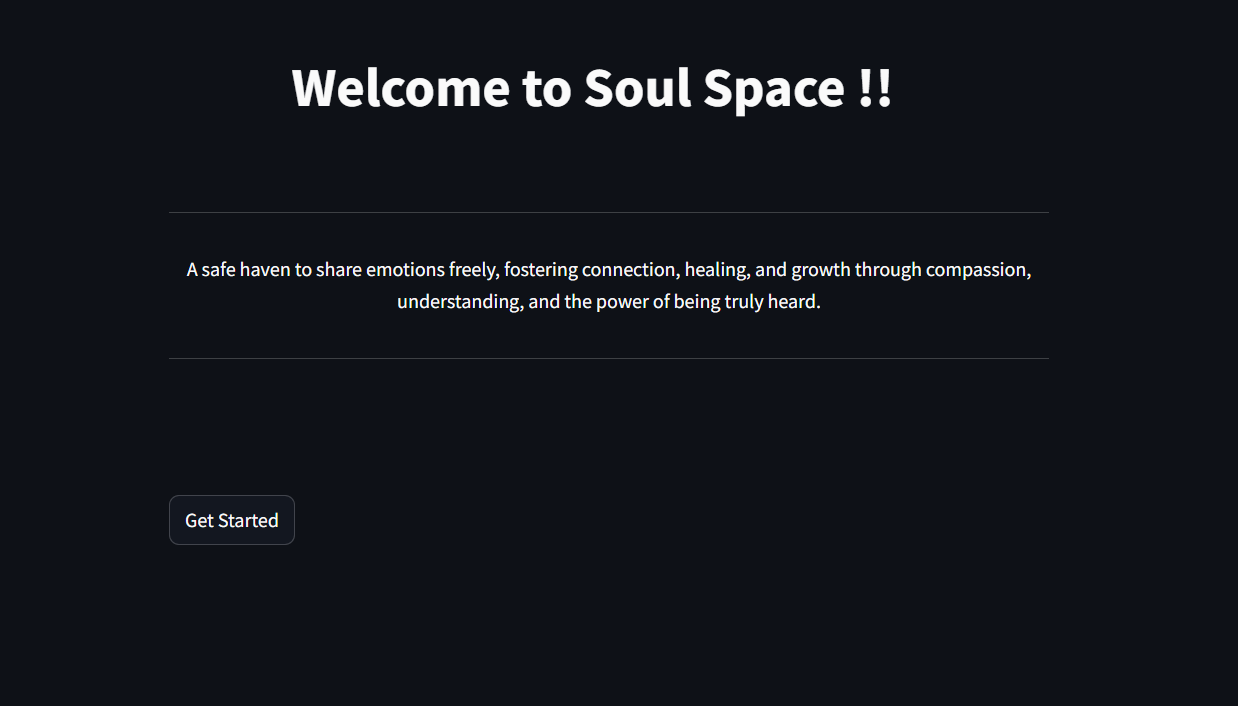 Welcome to Soul Space !!
A safe haven to share emotions freely, fostering connection, healing, and growth through compassion,
understanding, and the power of being truly heard.
Get Started